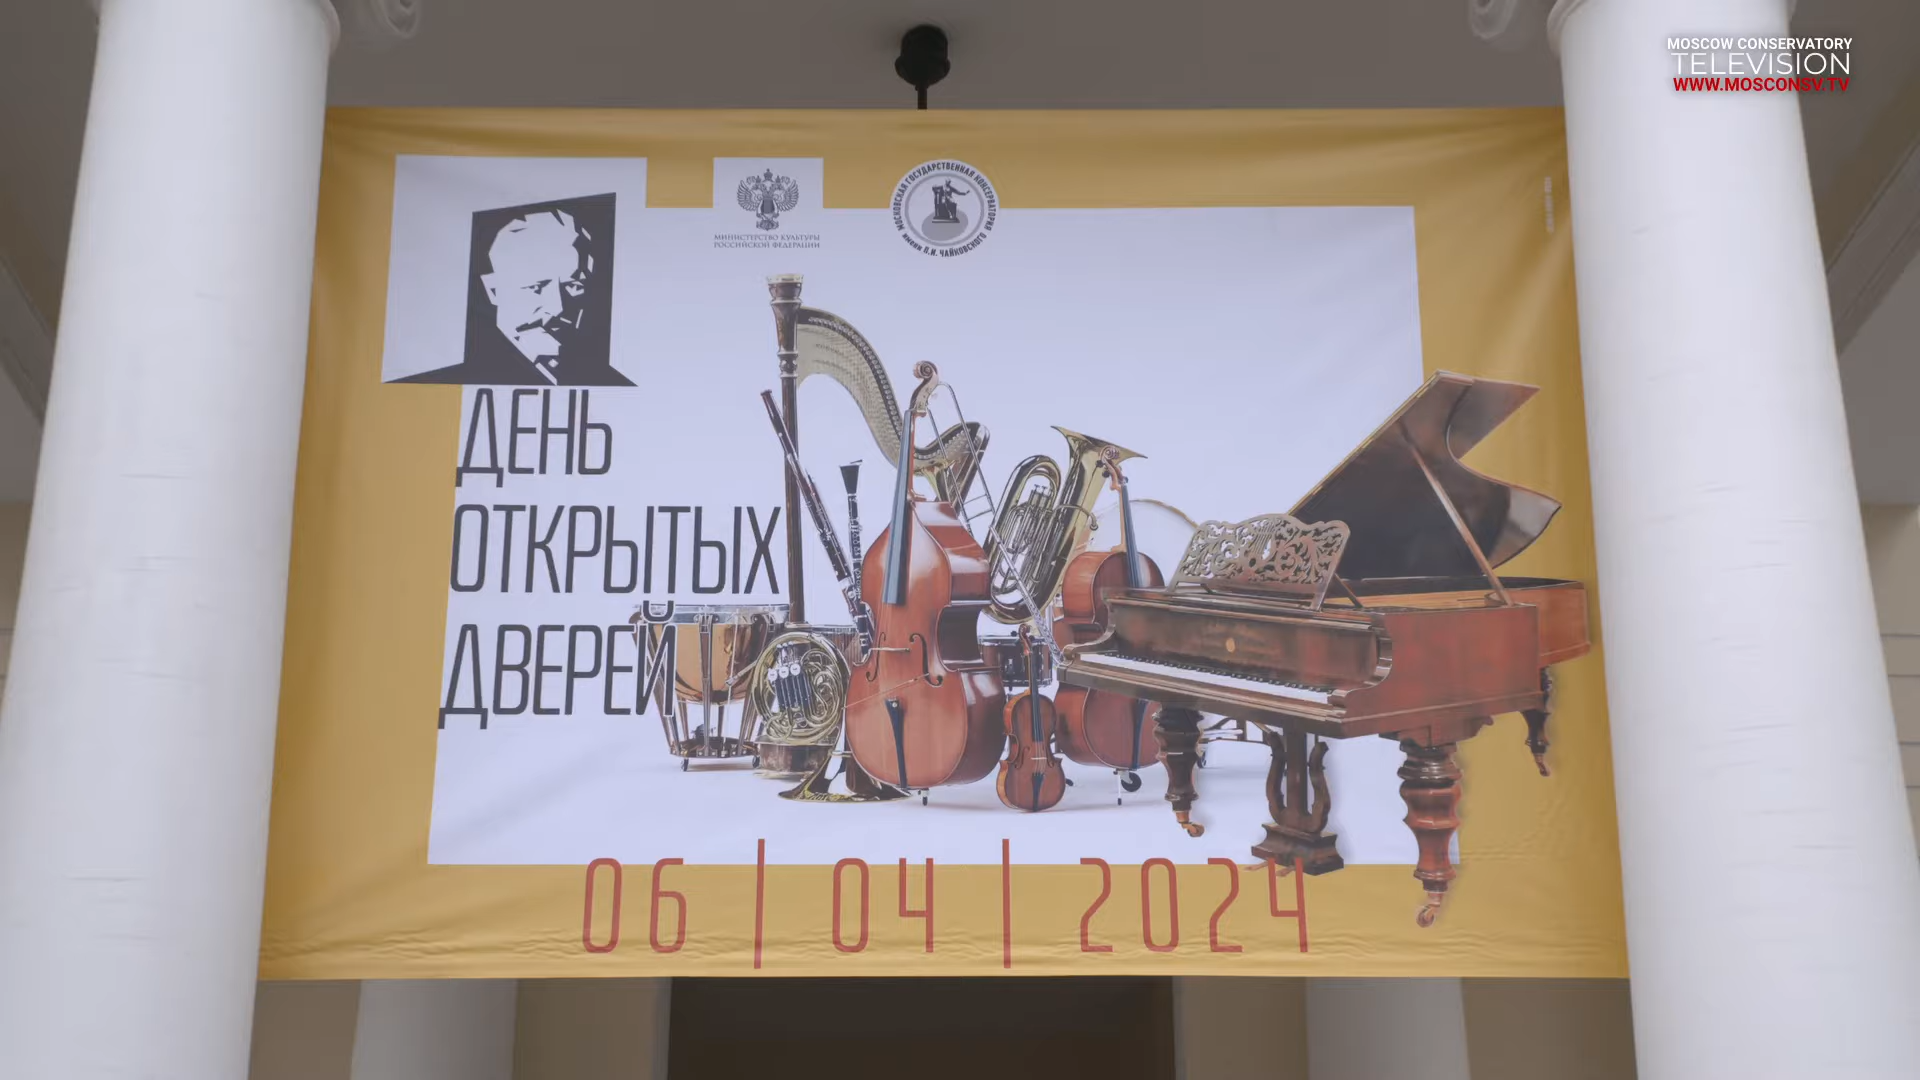 MOSCOW CONSERVATORY
TELEVISION
WWW.MOSCONSV.TV
МИНИСТЕРСТВО КУЛЬТУРЫ
РОССИЙСКОЙ ФЕДЕРАЦИИ
МОСКОВСКАЯ ГОСУДАРСТВЕННАЯ КОНСЕРВАТОРИЯ
имени П.И. ЧАЙКОВСКОГО
ДЕНЬ
ОТКРЫТЫХ
ДВЕРЕЙ
06 | 04 | 2024